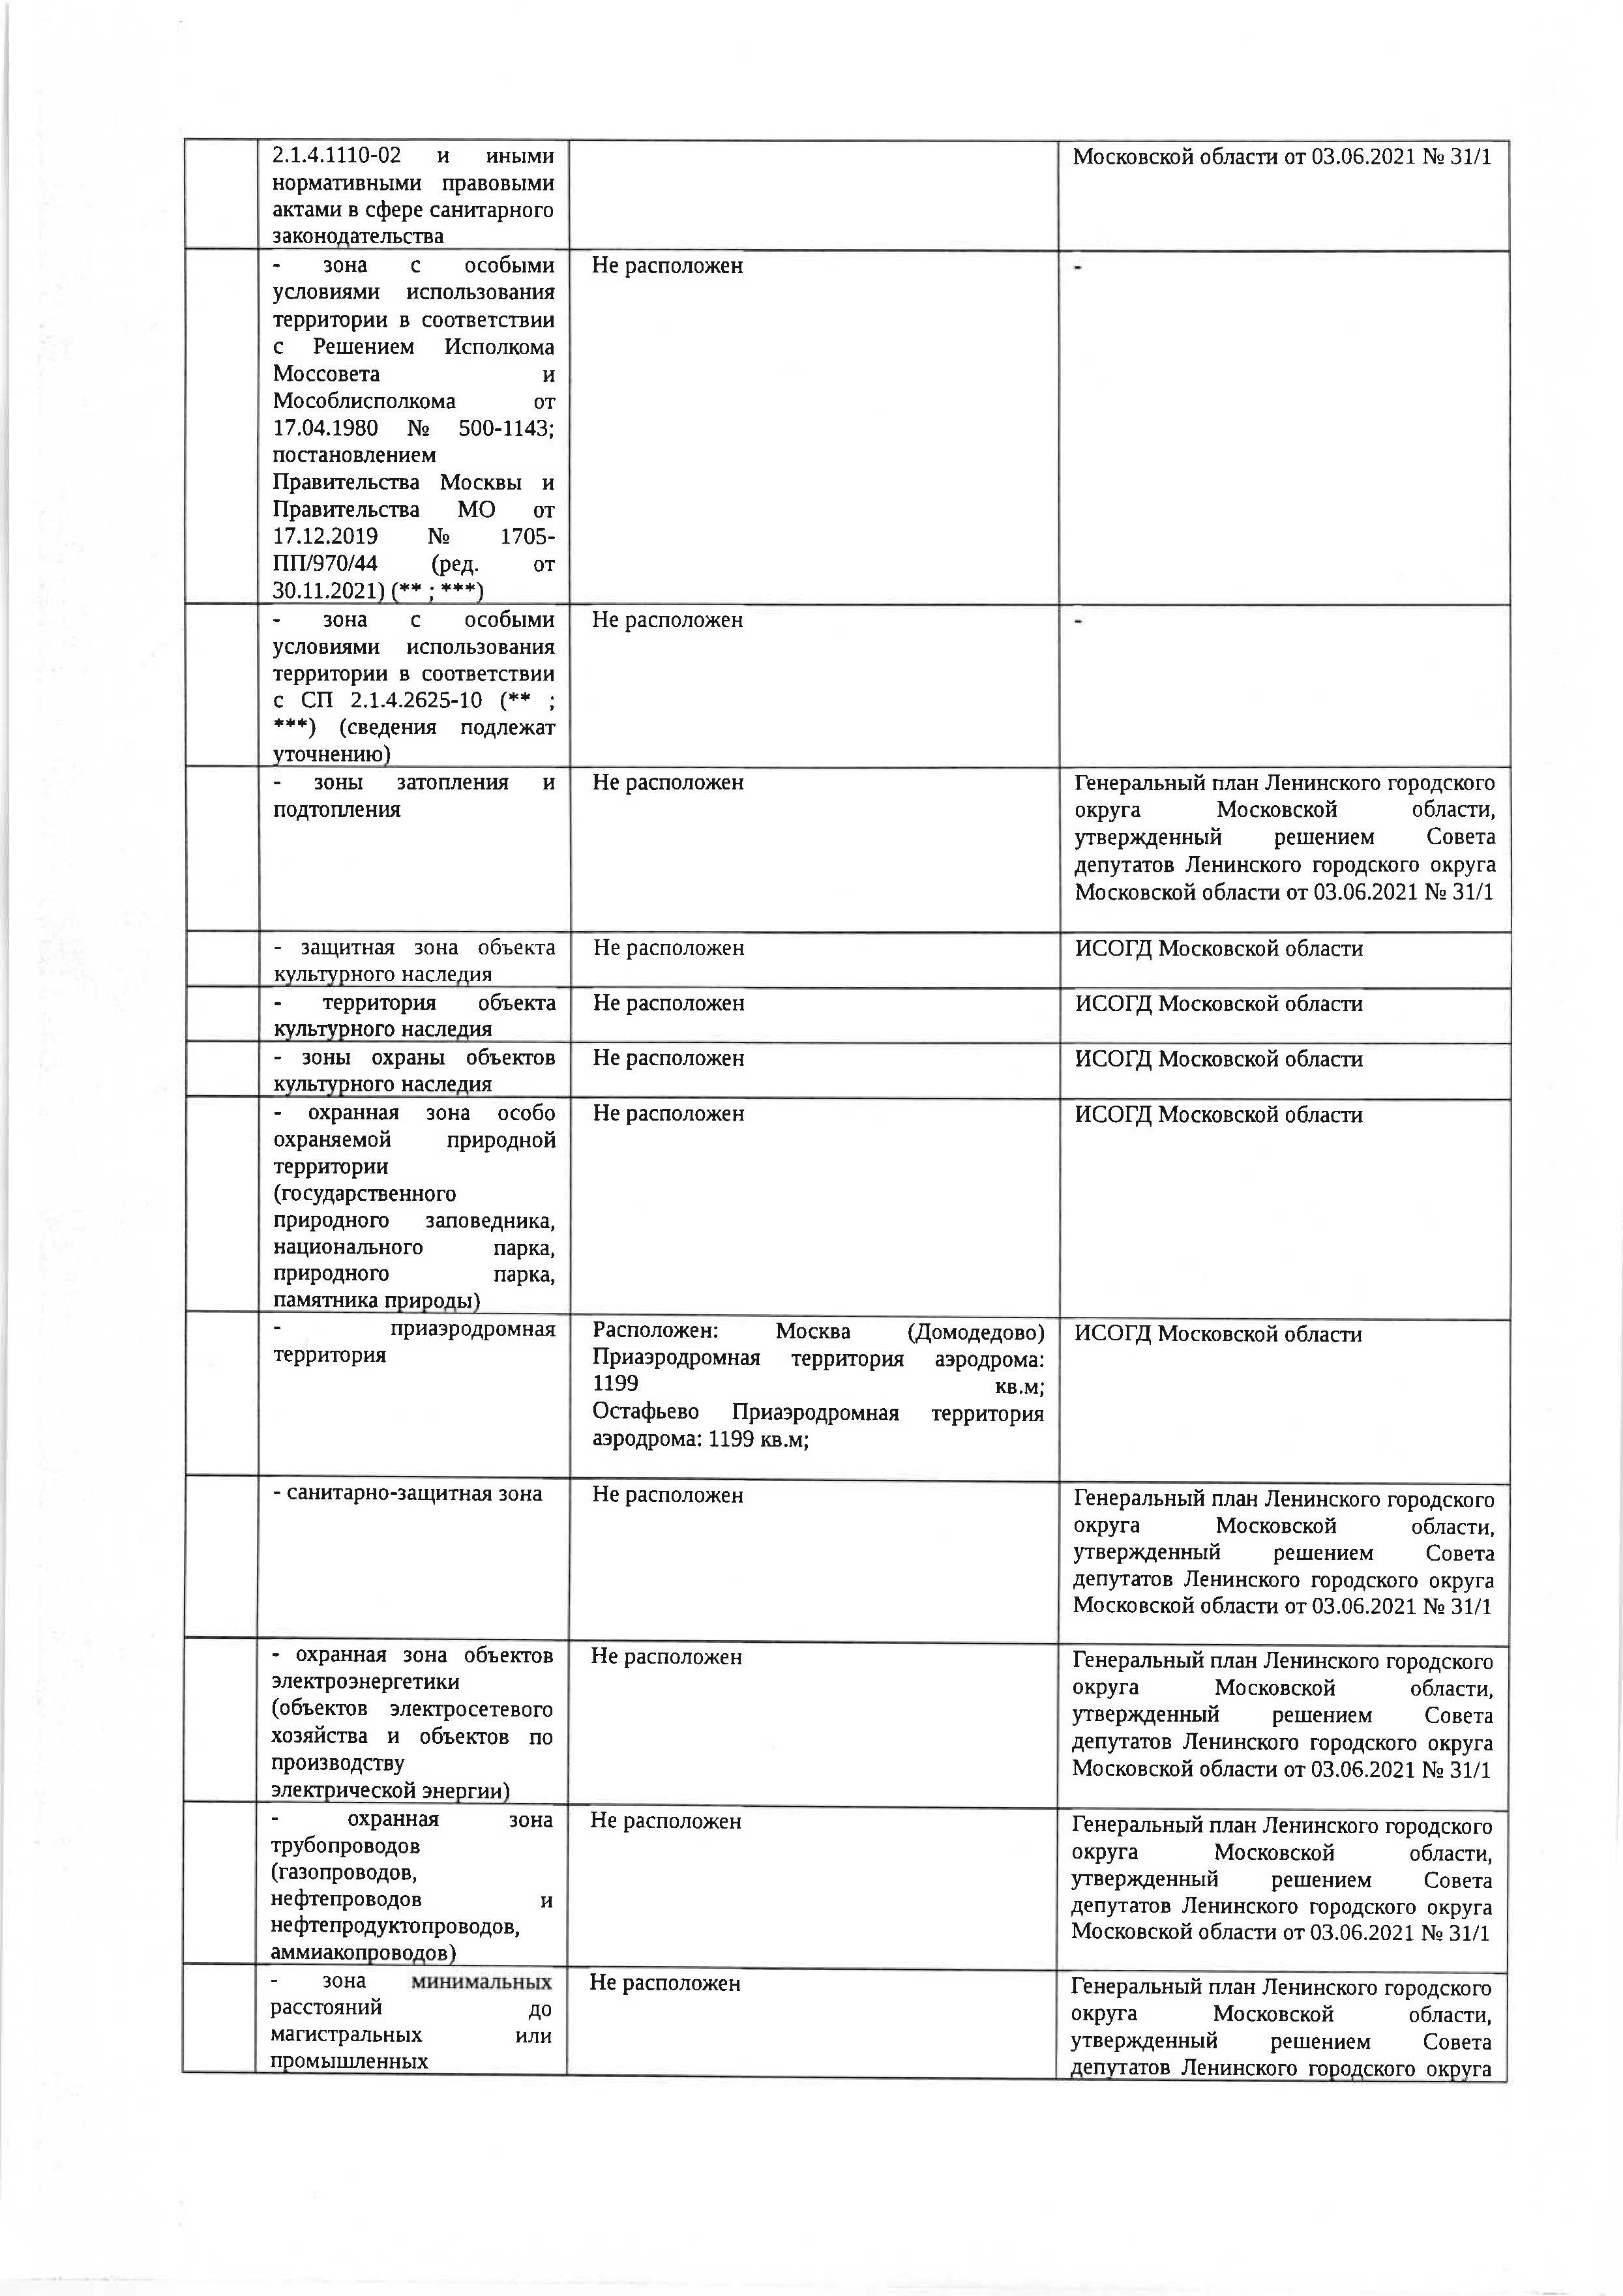 2.1.4.1110-02 и иными
нормативными правовыми
актами в сфере санитарного
законодательства
Московской области от 03.06.2021 № 31/1
- зона с особыми
условиями использования
территории в соответствии
с Решением Исполкома
Моссовета и
Мособлисполкома от
17.04.1980 № 500-1143;
постановлением
Правительства Москвы и
Правительства МО от
17.12.2019 № 1705-
ПП/970/44 (ред. от
30.11.2021) (** ; ***)
Не расположен
-
- зона с особыми
условиями использования
территории в соответствии
с СП 2.1.4.2625-10 (** ;
***) (сведения подлежат
уточнению)
Не расположен
-
- зоны затопления и
подтопления
Не расположен
Генеральный план Ленинского городского
округа Московской области,
утвержденный решением Совета
депутатов Ленинского городского округа
Московской области от 03.06.2021 № 31/1
- защитная зона объекта
культурного наследия
Не расположен
ИСОГД Московской области
- территория объекта
культурного наследия
Не расположен
ИСОГД Московской области
- зоны охраны объектов
культурного наследия
Не расположен
ИСОГД Московской области
- охранная зона особо
охраняемой природной
территории
(государственного
природного заповедника,
национального парка,
природного парка,
памятника природы)
Не расположен
ИСОГД Московской области
- приаэродромная
территория
Расположен: Москва (Домодедово)
Приаэродромная территория аэродрома:
1199 кв.м;
Остафьево Приаэродромная территория
аэродрома: 1199 кв.м;
ИСОГД Московской области
- санитарно-защитная зона
Не расположен
Генеральный план Ленинского городского
округа Московской области,
утвержденный решением Совета
депутатов Ленинского городского округа
Московской области от 03.06.2021 № 31/1
- охранная зона объектов
электроэнергетики
(объектов электросетевого
хозяйства и объектов по
производству
электрической энергии)
Не расположен
Генеральный план Ленинского городского
округа Московской области,
утвержденный решением Совета
депутатов Ленинского городского округа
Московской области от 03.06.2021 № 31/1
- охранная зона
трубопроводов
(газопроводов,
нефтепроводов и
нефтепродуктопроводов,
аммиакопроводов)
Не расположен
Генеральный план Ленинского городского
округа Московской области,
утвержденный решением Совета
депутатов Ленинского городского округа
Московской области от 03.06.2021 № 31/1
- зона минимальных
расстояний до
магистральных или
промышленных
Не расположен
Генеральный план Ленинского городского
округа Московской области,
утвержденный решением Совета
депутатов Ленинского городского округа